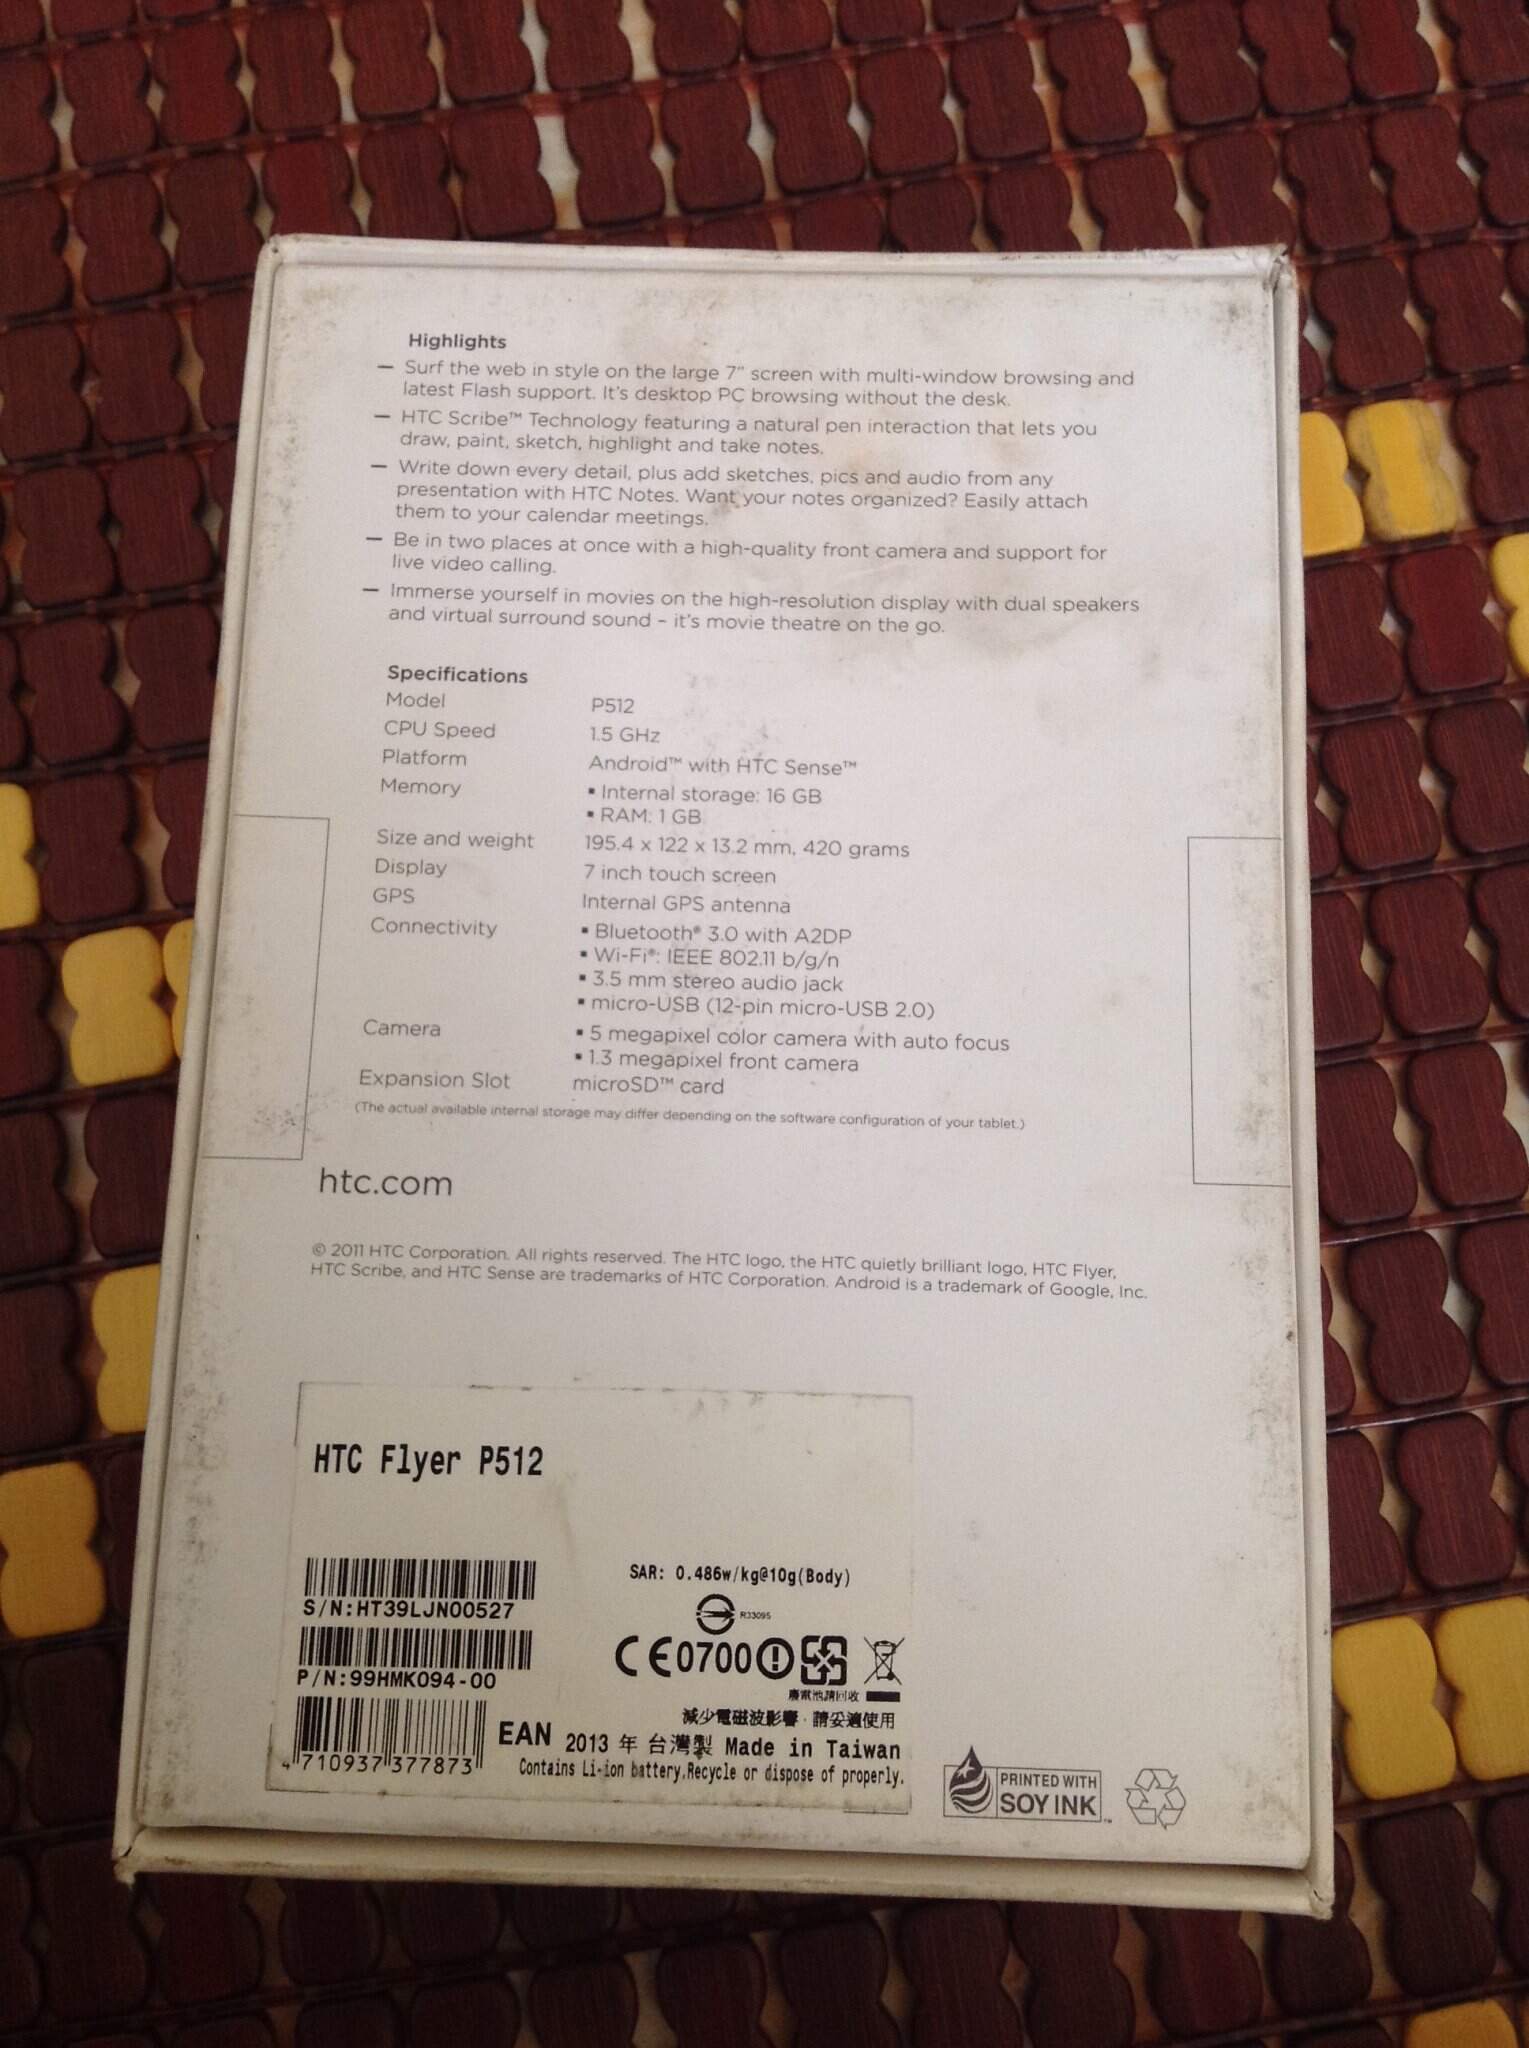 Highlights
— Surf the web in style on the large 7" screen with multi-window browsing and
latest Flash support. It's desktop PC browsing without the desk.
— HTC Scribe™ Technology featuring a natural pen interaction that lets you
draw, paint, sketch, highlight and take notes.
— Write down every detail, plus add sketches, pics and audio from any
presentation with HTC Notes. Want your notes organized? Easily attach
them to your calendar meetings.
— Be in two places at once with a high-quality front camera and support for
live video calling.
— Immerse yourself in movies on the high-resolution display with dual speakers
and virtual surround sound – it's movie theatre on the go.
Specifications
Model P512
CPU Speed 1.5 GHz
Platform Android™ with HTC Sense™
Memory ▪ Internal storage: 16 GB
▪ RAM: 1 GB
Size and weight 195.4 x 122 x 13.2 mm, 420 grams
Display 7 inch touch screen
GPS Internal GPS antenna
Connectivity ▪ Bluetooth® 3.0 with A2DP
▪ Wi-Fi®: IEEE 802.11 b/g/n
▪ 3.5 mm stereo audio jack
▪ micro-USB (12-pin micro-USB 2.0)
Camera ▪ 5 megapixel color camera with auto focus
▪ 1.3 megapixel front camera
Expansion Slot microSD™ card
(The actual available internal storage may differ depending on the software configuration of your tablet.)
htc.com
© 2011 HTC Corporation. All rights reserved. The HTC logo, the HTC quietly brilliant logo, HTC Flyer,
HTC Scribe, and HTC Sense are trademarks of HTC Corporation. Android is a trademark of Google, Inc.
HTC Flyer P512
S/N:HT39LJN00527
P/N:99HMK094-00
4 710937 377873
EAN
SAR: 0.486w/kg@10g(Body)
R33095
CE0700
廢電池請回收
減少電磁波影響，請妥適使用
2013 年 台灣製 Made in Taiwan
Contains Li-ion battery.Recycle or dispose of properly.
PRINTED WITH
SOY INK™